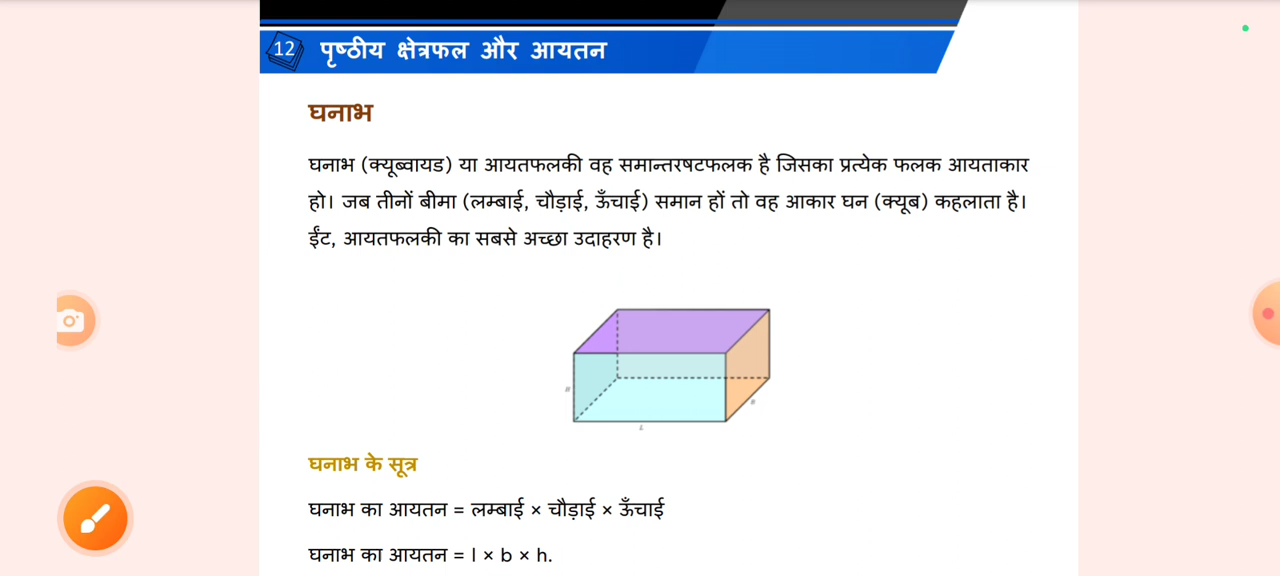 12 पृष्ठीय क्षेत्रफल और आयतन
घनाभ
घनाभ (क्यूब्वायड) या आयतफलकी वह समान्तरषटफलक है जिसका प्रत्येक फलक आयताकार
हो। जब तीनों बीमा (लम्बाई, चौड़ाई, ऊँचाई) समान हों तो वह आकार घन (क्यूब) कहलाता है।
ईंट, आयतफलकी का सबसे अच्छा उदाहरण है।
घनाभ के सूत्र
घनाभ का आयतन = लम्बाई × चौड़ाई × ऊँचाई
घनाभ का आयतन = l × b × h.